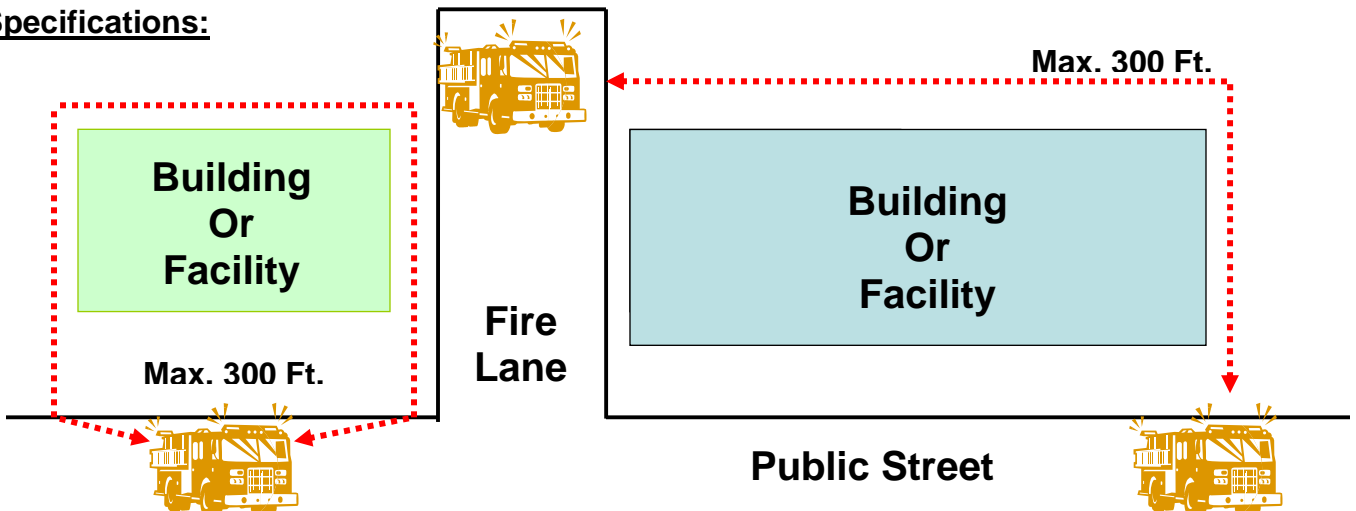 Specifications:
Max. 300 Ft.
Building
Or
Facility
Building
Or
Facility
Fire
Lane
Max. 300 Ft.
Public Street